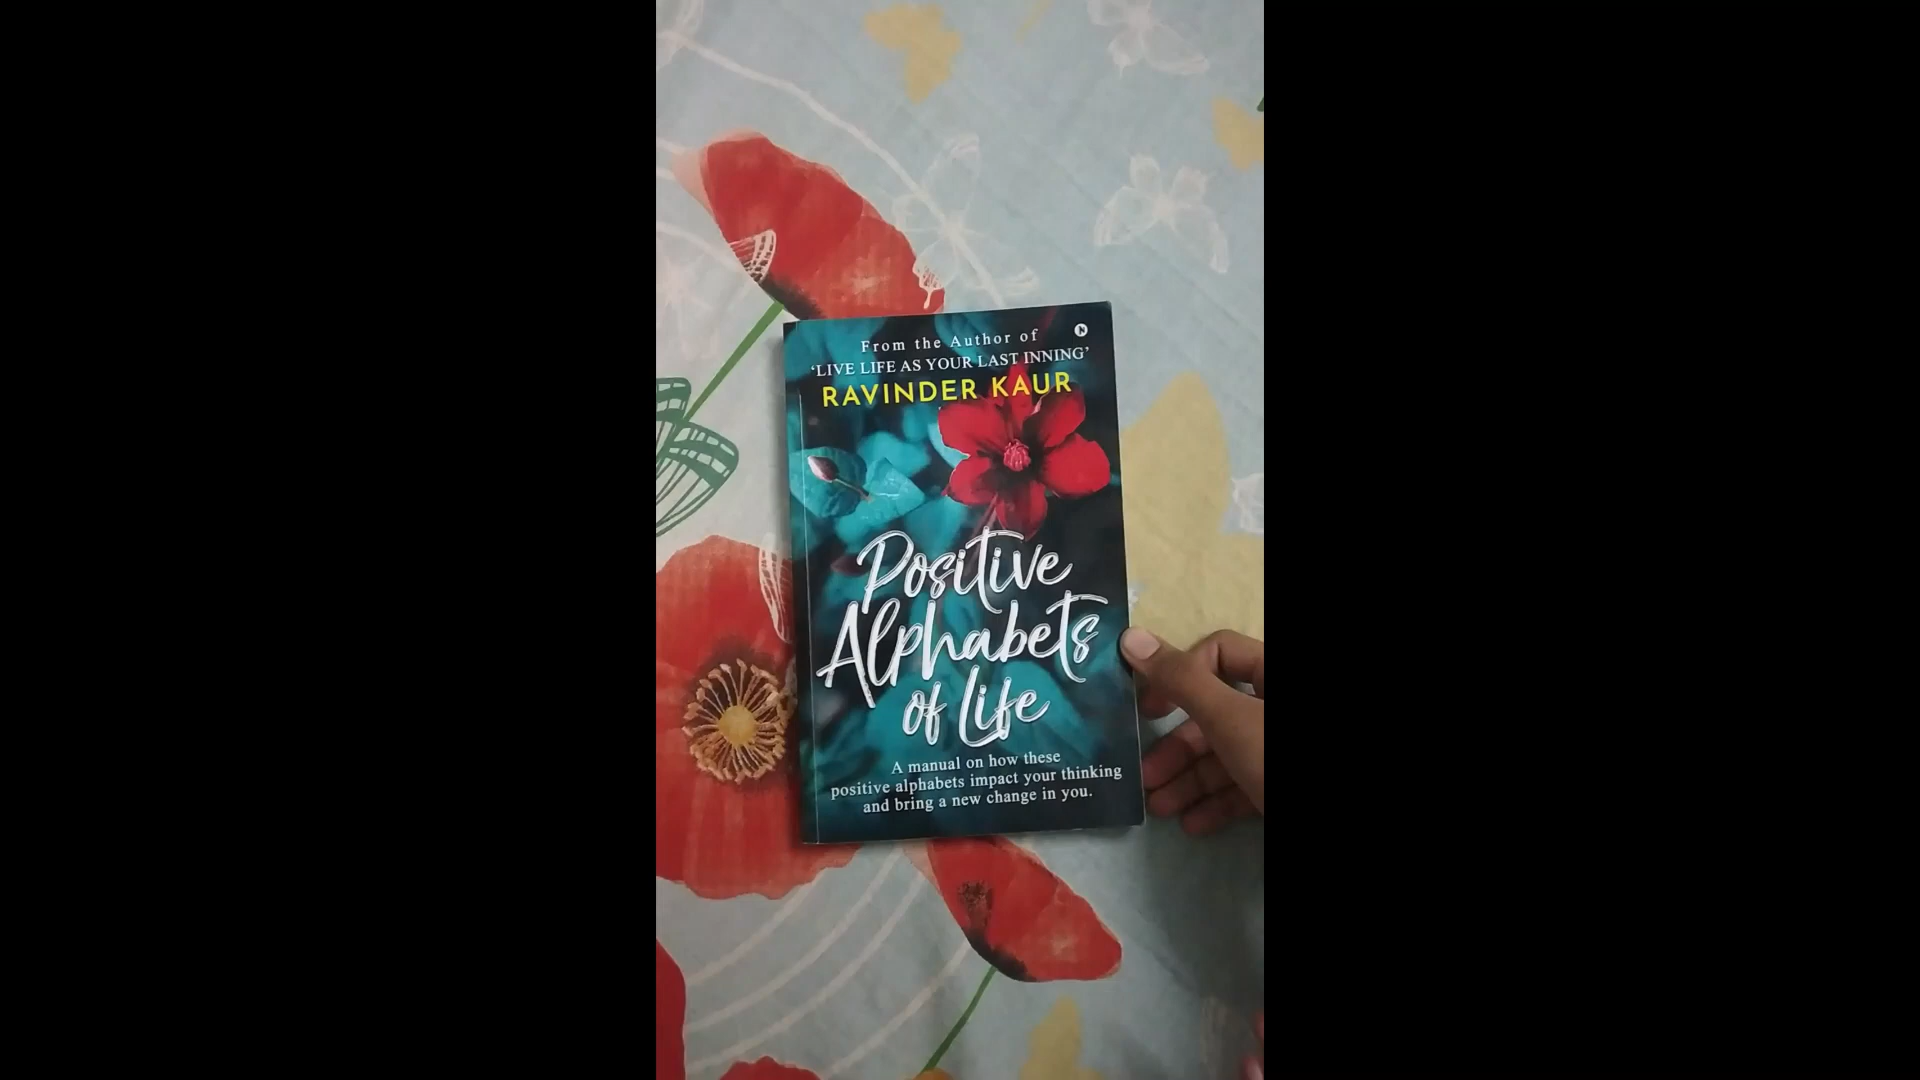 From the Author of
‘LIVE LIFE AS YOUR LAST INNING’
RAVINDER KAUR
Positive
Alphabets
of Life
A manual on how these
positive alphabets impact your thinking
and bring a new change in you.